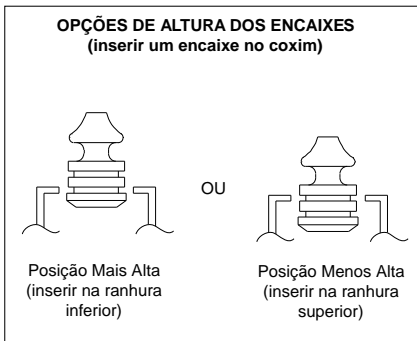 OPÇÕES DE ALTURA DOS ENCAIXES
(inserir um encaixe no coxim)
OU
Posição Mais Alta
(inserir na ranhura
inferior)
Posição Menos Alta
(inserir na ranhura
superior)